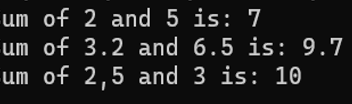 um of 2 and 5 is: 7
um of 3.2 and 6.5 is: 9.7
um of 2,5 and 3 is: 10